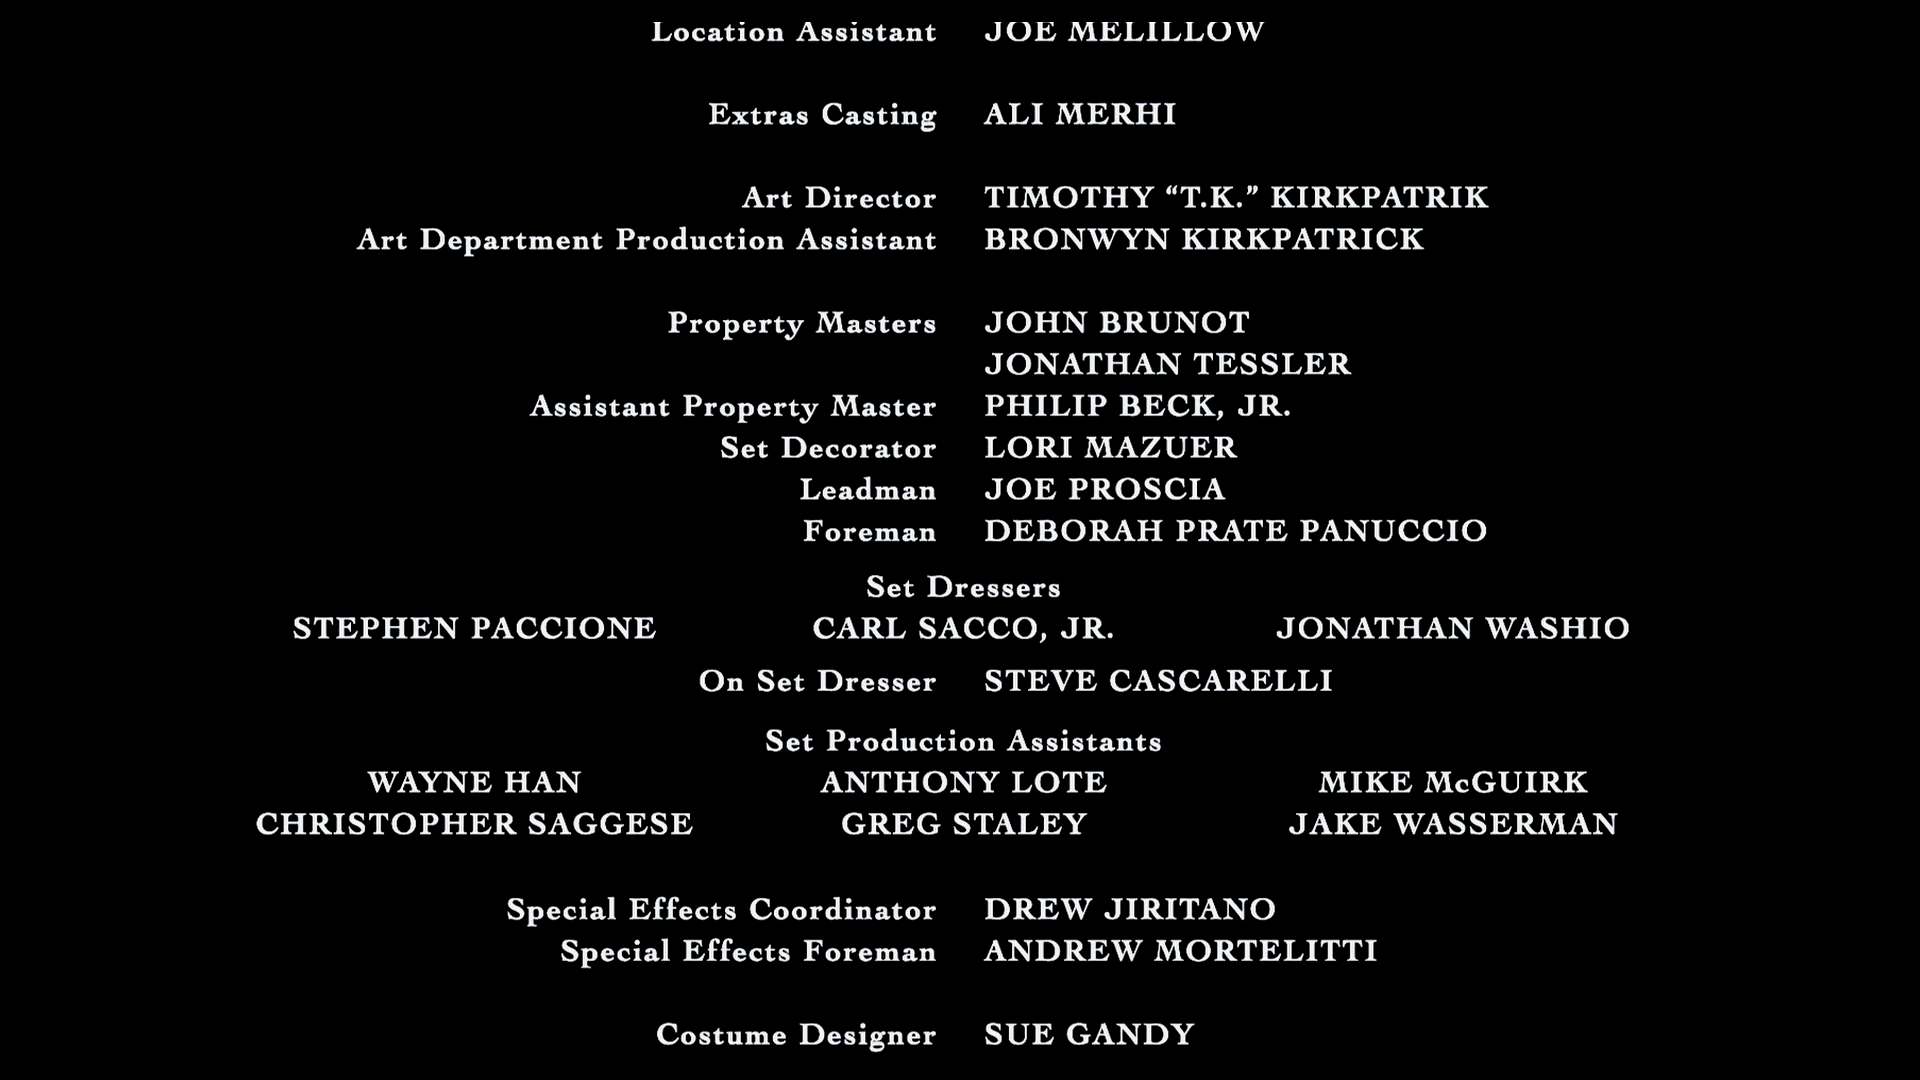 Location Assistant JOE MELILLOW
Extras Casting ALI MERHI
Art Director TIMOTHY “T.K.” KIRKPATRIK
Art Department Production Assistant BRONWYN KIRKPATRICK
Property Masters JOHN BRUNOT
JONATHAN TESSLER
Assistant Property Master PHILIP BECK, JR.
Set Decorator LORI MAZUER
Leadman JOE PROSCIA
Foreman DEBORAH PRATE PANUCCIO
Set Dressers
STEPHEN PACCIONE CARL SACCO, JR. JONATHAN WASHIO
On Set Dresser STEVE CASCARELLI
Set Production Assistants
WAYNE HAN ANTHONY LOTE MIKE McGUIRK
CHRISTOPHER SAGGESE GREG STALEY JAKE WASSERMAN
Special Effects Coordinator DREW JIRITANO
Special Effects Foreman ANDREW MORTELITTI
Costume Designer SUE GANDY